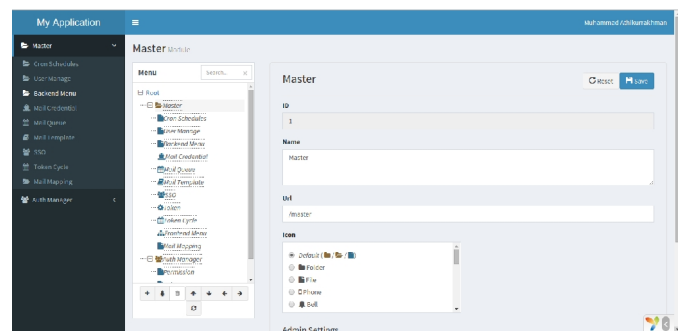 My Application
Muhammad Azhikurrakhman
Master
Cron Schedules
User Manage
Backend Menu
Mail Credential
Mail Queue
Mail Template
SSO
Token Cycle
Mail Mapping
Auth Manager
Master Module
Menu
Search...
Root
Master
Cron Schedules
User Manage
Backend Menu
Mail Credential
Mail Queue
Mail Template
SSO
Token
Token Cycle
Frontend Menu
Mail Mapping
Auth Manager
Permission
Master
Reset
Save
ID
1
Name
Master
Url
/master
Icon
Default ( / / )
Folder
File
Phone
Bell
Admin Settings